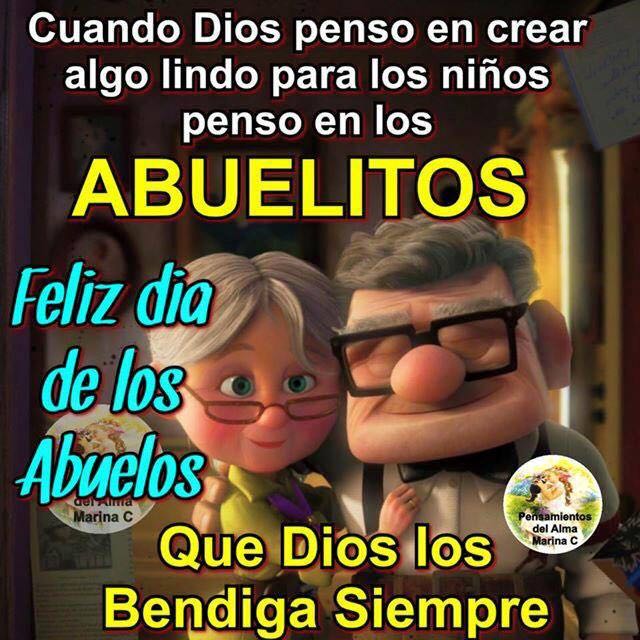 Cuando Dios penso en crear
algo lindo para los niños
penso en los
ABUELITOS
Feliz dia
de los
Abuelos
del Alma
Marina C
Pensamientos
del Alma
Marina C
Que Dios los
Bendiga Siempre